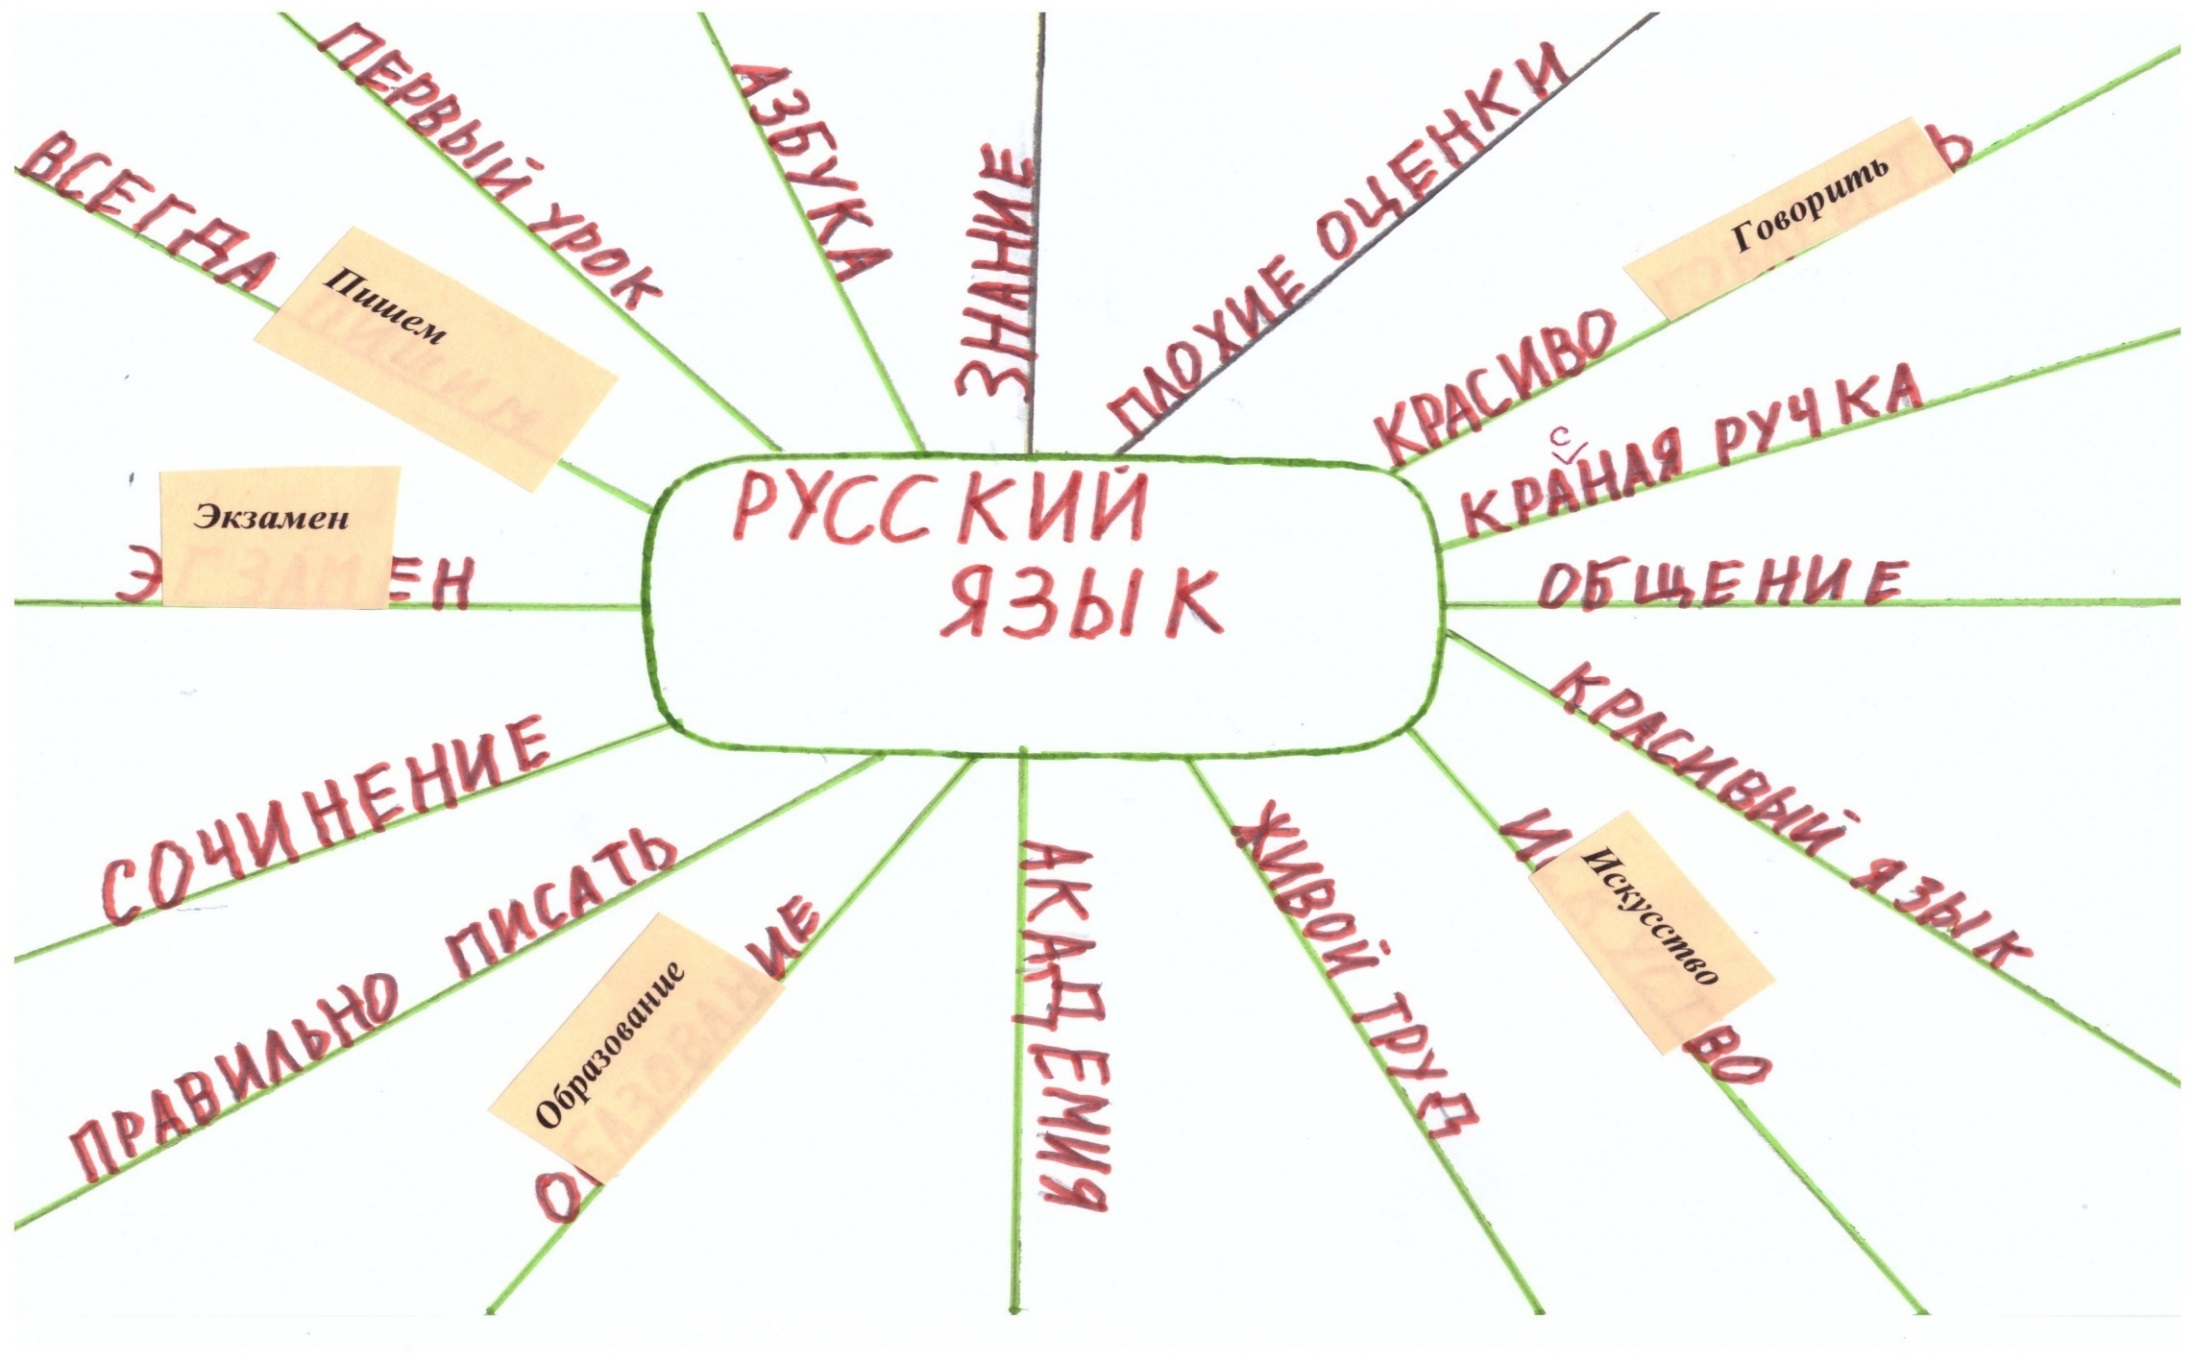 РУССКИЙ
ЯЗЫК
ВСЕГДА Пишем
ПЕРВЫЙ УРОК
АЗБУКА
ЗНАНИЕ
ПЛОХИЕ ОЦЕНКИ
КРАСИВО Говорить
с
КРАНАЯ РУЧКА
ОБЩЕНИЕ
КРАСИВЫЙ ЯЗЫК
Искусство
ЖИВОЙ ТРУД
АКАДЕМИЯ
Образование
ПРАВИЛЬНО ПИСАТЬ
СОЧИНЕНИЕ
Экзамен